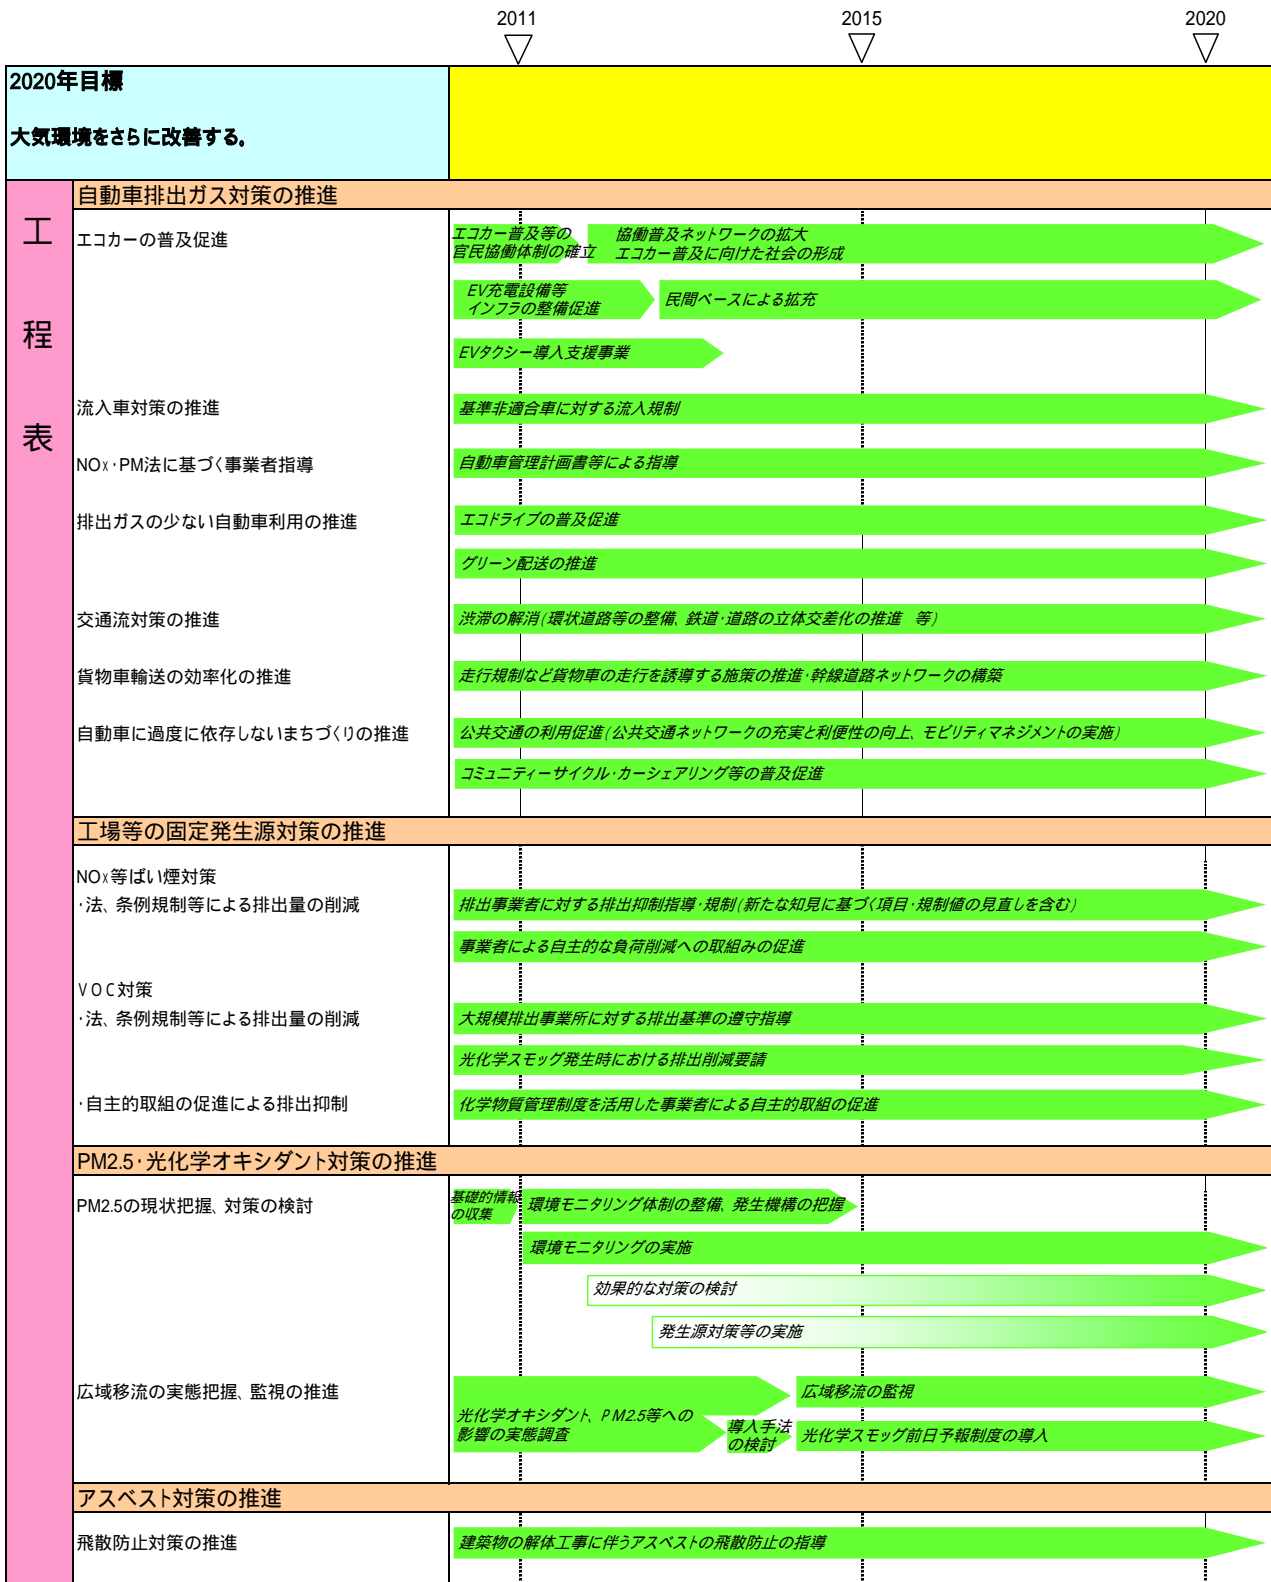 2011
2015
2020
2020年目標
大気環境をさらに改善する。
工程表
自動車排出ガス対策の推進
エコカーの普及促進
エコカー普及等の
官民協働体制の確立
協働普及ネットワークの拡大
エコカー普及に向けた社会の形成
EV充電設備等
インフラの整備促進
民間ベースによる拡充
EVタクシー導入支援事業
流入車対策の推進
基準非適合車に対する流入規制
NOx・PM法に基づく事業者指導
自動車管理計画書等による指導
排出ガスの少ない自動車利用の推進
エコドライブの普及促進
グリーン配送の推進
交通流対策の推進
渋滞の解消(環状道路等の整備、鉄道・道路の立体交差化の推進 等)
貨物車輸送の効率化の推進
走行規制など貨物車の走行を誘導する施策の推進・幹線道路ネットワークの構築
自動車に過度に依存しないまちづくりの推進
公共交通の利用促進(公共交通ネットワークの充実と利便性の向上、モビリティマネジメントの実施)
コミュニティーサイクル・カーシェアリング等の普及促進
工場等の固定発生源対策の推進
NOx等ばい煙対策
・法、条例規制等による排出量の削減
排出事業者に対する排出抑制指導・規制(新たな知見に基づく項目・規制値の見直しを含む)
事業者による自主的な負荷削減への取組みの促進
VOC対策
・法、条例規制等による排出量の削減
大規模排出事業所に対する排出基準の遵守指導
光化学スモッグ発生時における排出削減要請
・自主的取組の促進による排出抑制
化学物質管理制度を活用した事業者による自主的取組の促進
PM2.5・光化学オキシダント対策の推進
PM2.5の現状把握、対策の検討
基礎的情報
の収集
環境モニタリング体制の整備、発生機構の把握
環境モニタリングの実施
効果的な対策の検討
発生源対策等の実施
広域移流の実態把握、監視の推進
光化学オキシダント、PM2.5等への
影響の実態調査
広域移流の監視
導入手法
の検討
光化学スモッグ前日予報制度の導入
アスベスト対策の推進
飛散防止対策の推進
建築物の解体工事に伴うアスベストの飛散防止の指導